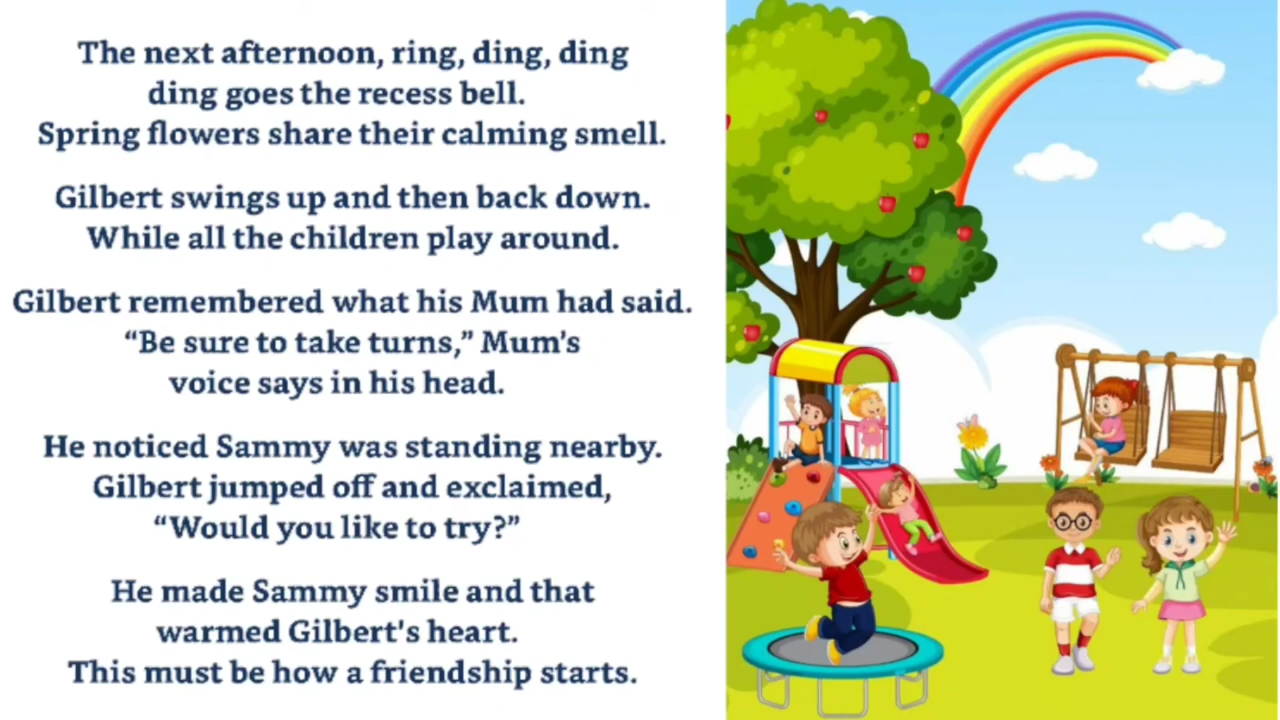 The next afternoon, ring, ding, ding
ding goes the recess bell.
Spring flowers share their calming smell.
Gilbert swings up and then back down.
While all the children play around.
Gilbert remembered what his Mum had said.
“Be sure to take turns,” Mum's
voice says in his head.
He noticed Sammy was standing nearby.
Gilbert jumped off and exclaimed,
“Would you like to try?”
He made Sammy smile and that
warmed Gilbert's heart.
This must be how a friendship starts.